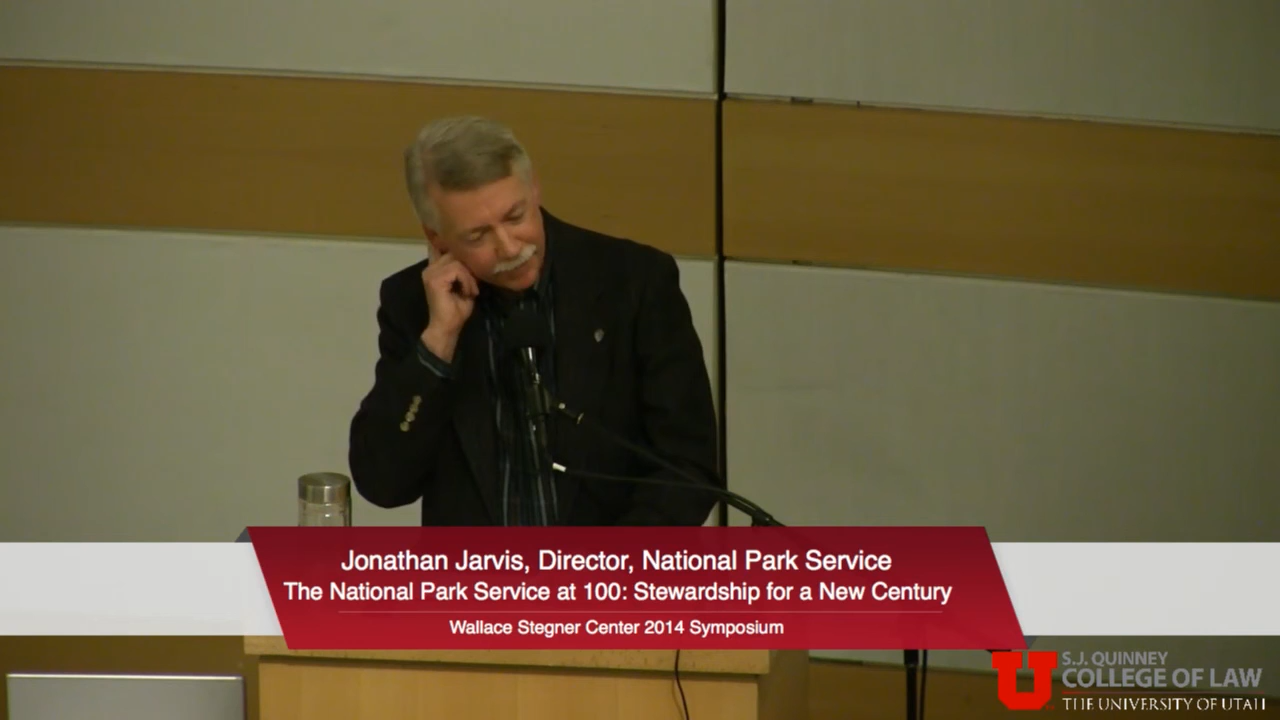 Jonathan Jarvis, Director, National Park Service
The National Park Service at 100: Stewardship for a New Century
Wallace Stegner Center 2014 Symposium
S.J. QUINNEY
COLLEGE OF LAW
THE UNIVERSITY OF UTAH